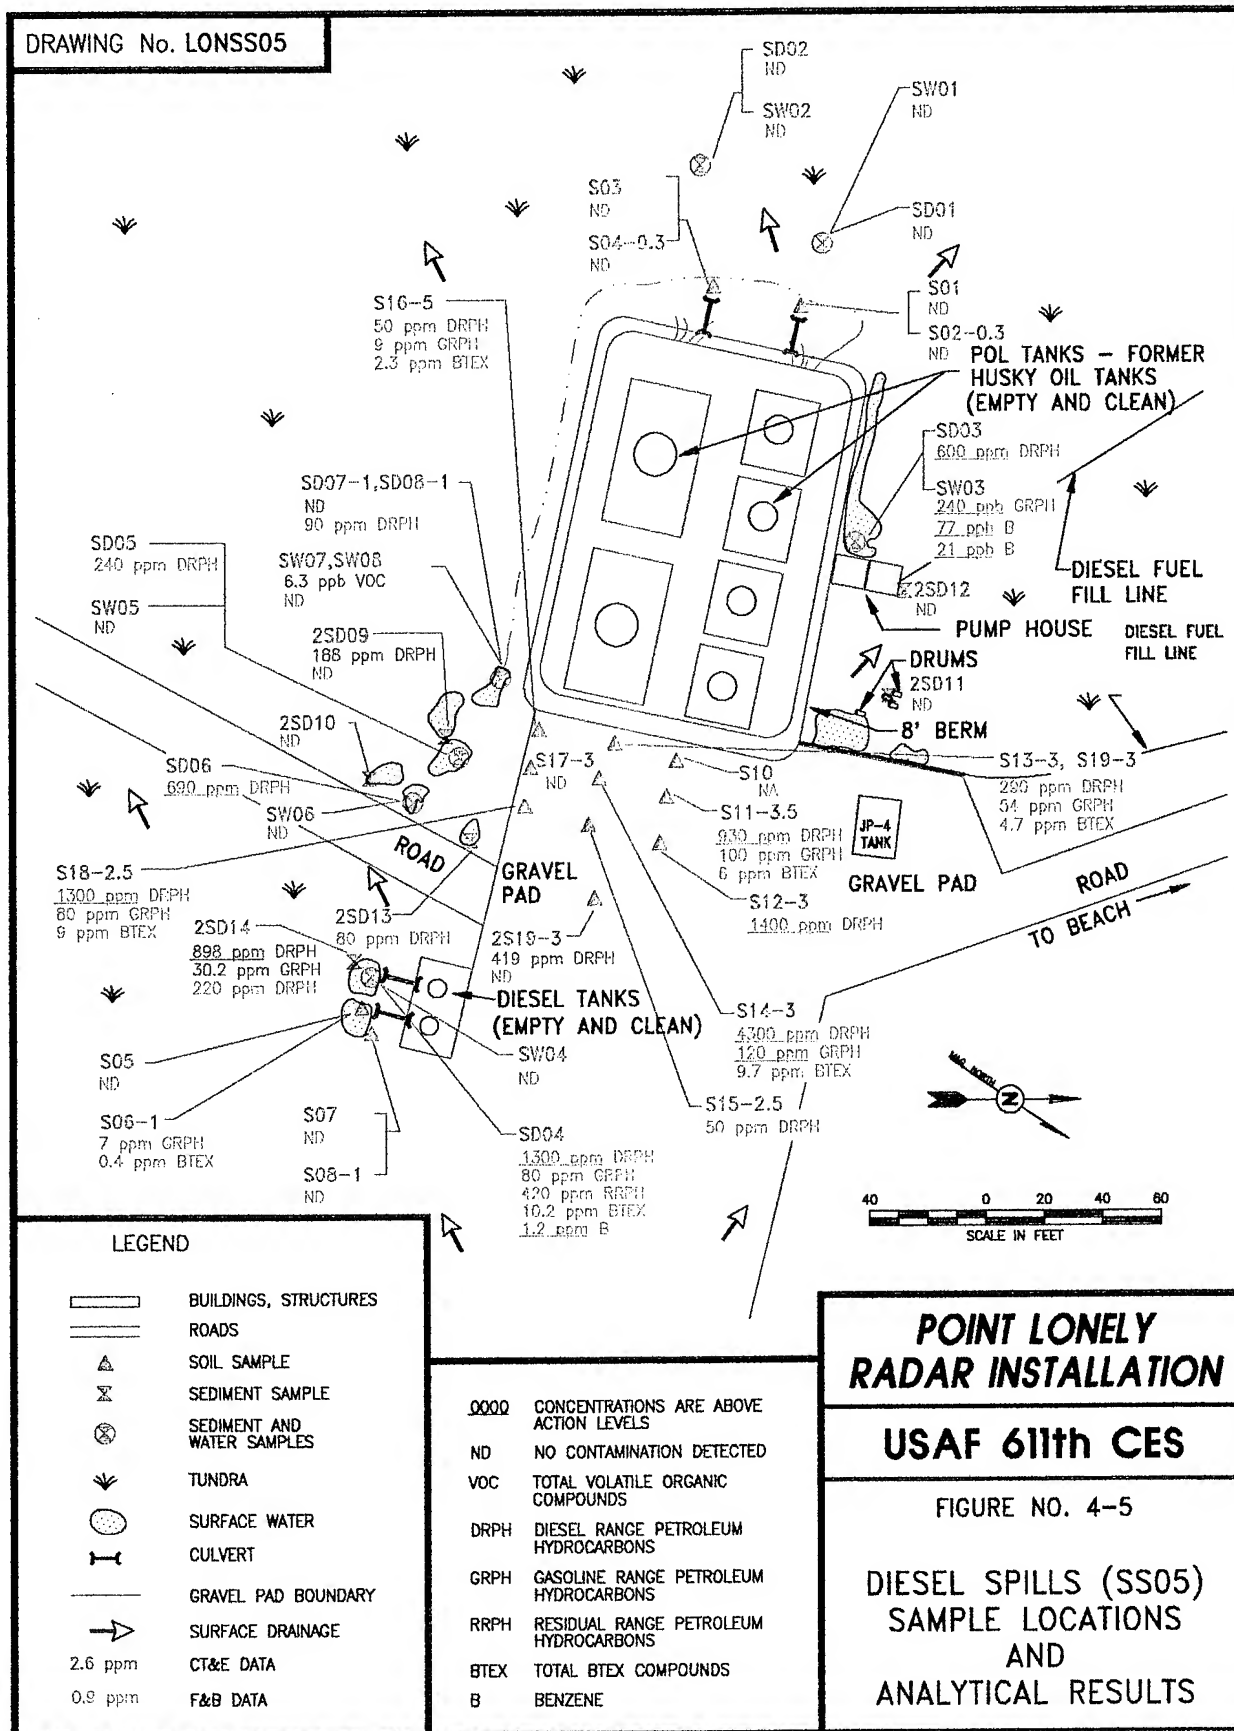 DRAWING No. LONSS05
SD02
ND
SW02
ND
SW01
ND
SD01
ND
S03
ND
S04-0.3
ND
S01
ND
S02-0.3
ND
S16-5
50 ppm DRPH
9 ppm GRPH
2.3 ppm BTEX
POL TANKS – FORMER
HUSKY OIL TANKS
(EMPTY AND CLEAN)
SD03
600 ppm DRPH
SW03
240 ppb GRPH
77 ppb B
21 ppb B
SD07-1,SD08-1
ND
90 ppm DRPH
SW07,SW08
6.3 ppb VOC
ND
SD05
240 ppm DRPH
SW05
ND
2SD09
188 ppm DRPH
ND
2SD12
ND
DIESEL FUEL
FILL LINE
PUMP HOUSE
DIESEL FUEL
FILL LINE
DRUMS
2SD11
ND
8' BERM
2SD10
ND
SD06
690 ppm DRPH
SW06
ND
S17-3
ND
S10
NA
S13-3, S19-3
290 ppm DRPH
54 ppm GRPH
4.7 ppm BTEX
S11-3.5
930 ppm DRPH
100 ppm GRPH
6 ppm BTEX
JP-4
TANK
ROAD
GRAVEL
PAD
GRAVEL PAD
ROAD
TO BEACH
S18-2.5
1300 ppm DRPH
80 ppm GRPH
9 ppm BTEX
S12-3
1400 ppm DRPH
2SD13
80 ppm DRPH
2SD14
898 ppm DRPH
30.2 ppm GRPH
220 ppm DRPH
2S19-3
419 ppm DRPH
ND
DIESEL TANKS
(EMPTY AND CLEAN)
S14-3
4300 ppm DRPH
120 ppm GRPH
9.7 ppm BTEX
S05
ND
SW04
ND
S15-2.5
50 ppm DRPH
S06-1
7 ppm GRPH
0.4 ppm BTEX
S07
ND
S08-1
ND
SD04
1300 ppm DRPH
80 ppm GRPH
420 ppm RRPH
10.2 ppm BTEX
1.2 ppm B
MAG. NORTH
N
40 0 20 40 60
SCALE IN FEET
LEGEND
BUILDINGS, STRUCTURES
ROADS
SOIL SAMPLE
SEDIMENT SAMPLE
SEDIMENT AND
WATER SAMPLES
TUNDRA
SURFACE WATER
CULVERT
GRAVEL PAD BOUNDARY
SURFACE DRAINAGE
2.6 ppm CT&E DATA
0.9 ppm F&B DATA
0000 CONCENTRATIONS ARE ABOVE
ACTION LEVELS
ND NO CONTAMINATION DETECTED
VOC TOTAL VOLATILE ORGANIC
COMPOUNDS
DRPH DIESEL RANGE PETROLEUM
HYDROCARBONS
GRPH GASOLINE RANGE PETROLEUM
HYDROCARBONS
RRPH RESIDUAL RANGE PETROLEUM
HYDROCARBONS
BTEX TOTAL BTEX COMPOUNDS
B BENZENE
POINT LONELY
RADAR INSTALLATION
USAF 611th CES
FIGURE NO. 4-5
DIESEL SPILLS (SS05)
SAMPLE LOCATIONS
AND
ANALYTICAL RESULTS